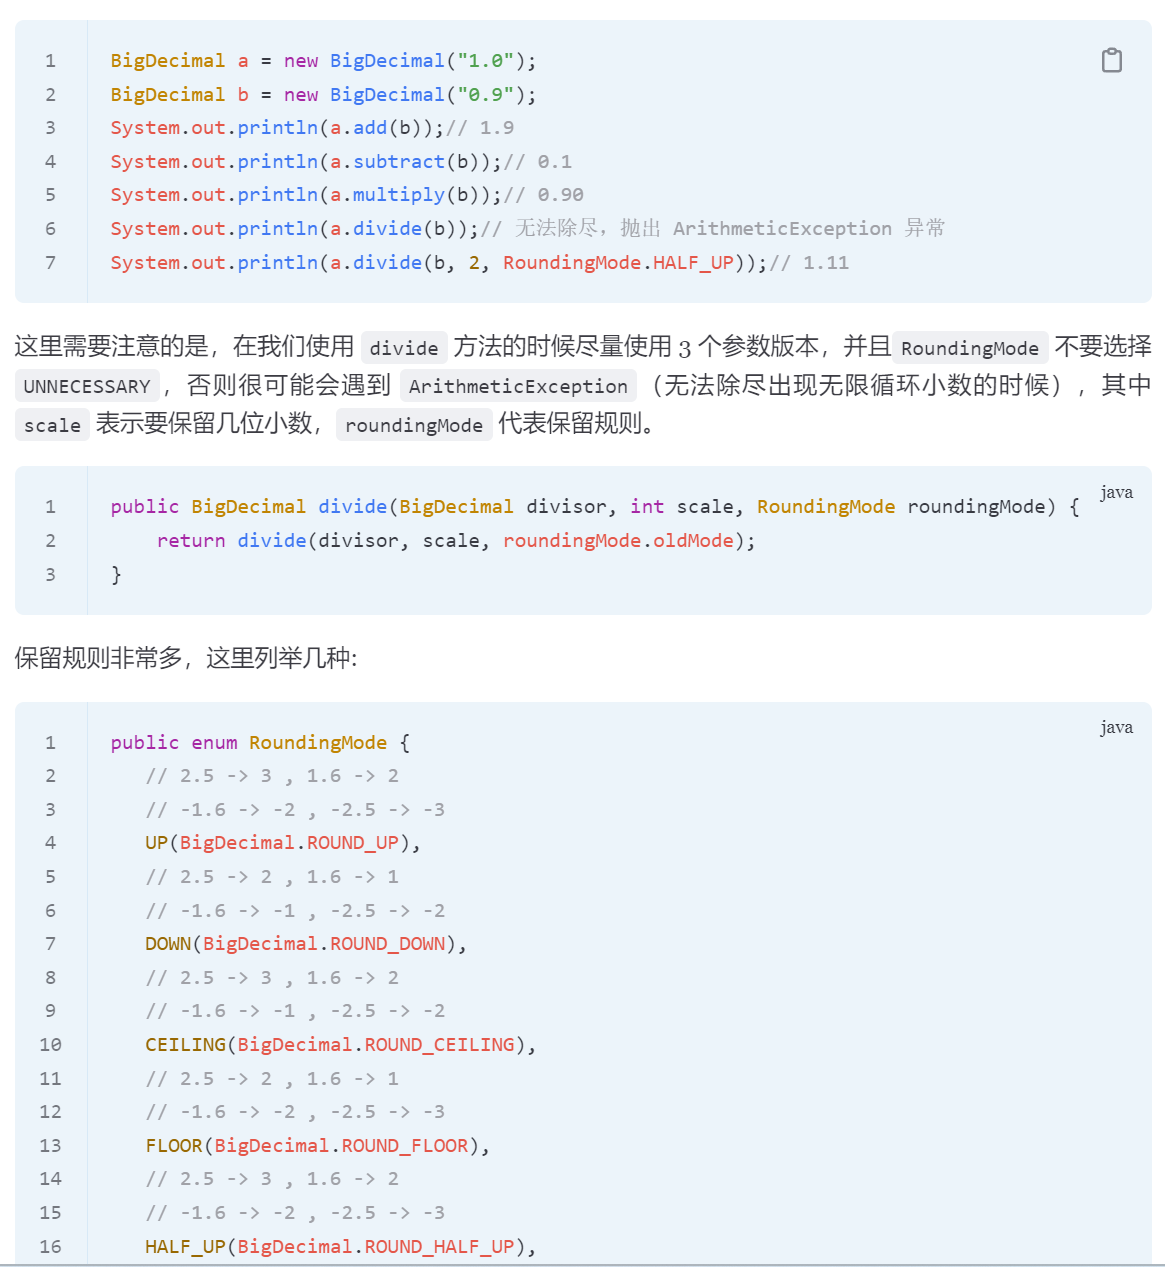 1 BigDecimal a = new BigDecimal("1.0");
2 BigDecimal b = new BigDecimal("0.9");
3 System.out.println(a.add(b));// 1.9
4 System.out.println(a.subtract(b));// 0.1
5 System.out.println(a.multiply(b));// 0.90
6 System.out.println(a.divide(b));// 无法除尽，抛出 ArithmeticException 异常
7 System.out.println(a.divide(b, 2, RoundingMode.HALF_UP));// 1.11
这里需要注意的是，在我们使用 divide 方法的时候尽量使用 3 个参数版本，并且 RoundingMode 不要选择
UNNECESSARY ，否则很可能会遇到 ArithmeticException （无法除尽出现无限循环小数的时候），其中
scale 表示要保留几位小数， roundingMode 代表保留规则。
java
1 public BigDecimal divide(BigDecimal divisor, int scale, RoundingMode roundingMode) {
2     return divide(divisor, scale, roundingMode.oldMode);
3 }
保留规则非常多，这里列举几种:
java
1 public enum RoundingMode {
2    // 2.5 -> 3 , 1.6 -> 2
3    // -1.6 -> -2 , -2.5 -> -3
4    UP(BigDecimal.ROUND_UP),
5    // 2.5 -> 2 , 1.6 -> 1
6    // -1.6 -> -1 , -2.5 -> -2
7    DOWN(BigDecimal.ROUND_DOWN),
8    // 2.5 -> 3 , 1.6 -> 2
9    // -1.6 -> -1 , -2.5 -> -2
10    CEILING(BigDecimal.ROUND_CEILING),
11    // 2.5 -> 2 , 1.6 -> 1
12    // -1.6 -> -2 , -2.5 -> -3
13    FLOOR(BigDecimal.ROUND_FLOOR),
14    // 2.5 -> 3 , 1.6 -> 2
15    // -1.6 -> -2 , -2.5 -> -3
16    HALF_UP(BigDecimal.ROUND_HALF_UP),